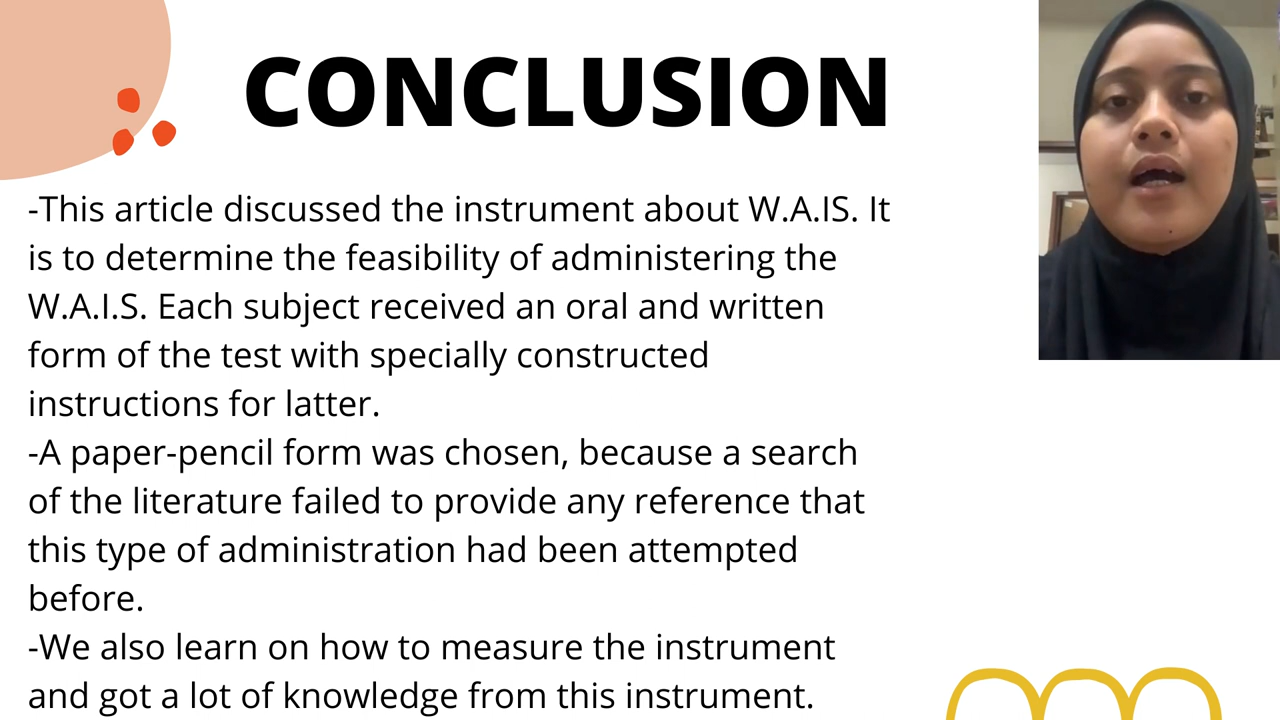 CONCLUSION
-This article discussed the instrument about W.A.IS. It
is to determine the feasibility of administering the
W.A.I.S. Each subject received an oral and written
form of the test with specially constructed
instructions for latter.
-A paper-pencil form was chosen, because a search
of the literature failed to provide any reference that
this type of administration had been attempted
before.
-We also learn on how to measure the instrument
and got a lot of knowledge from this instrument.